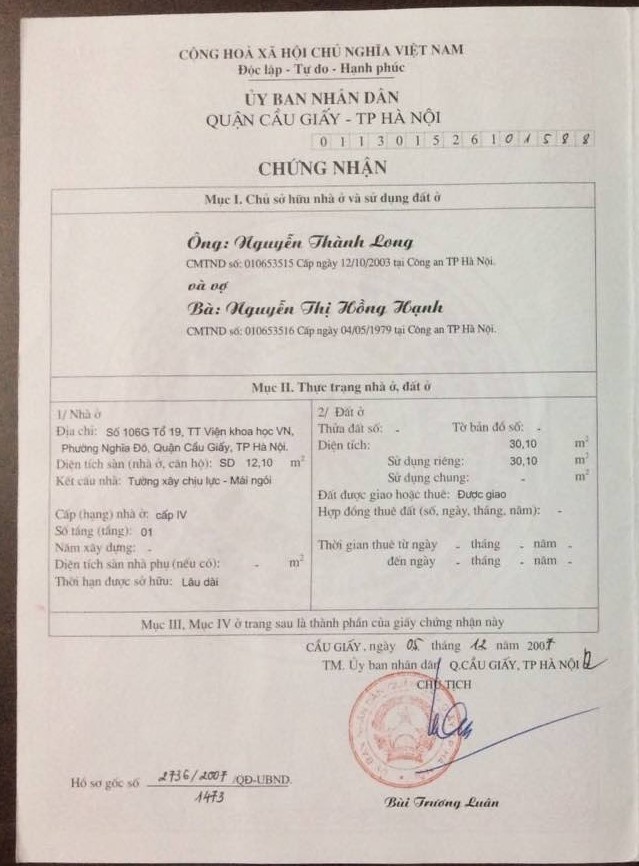 CÔNG HOÀ XÃ HỘI CHỦ NGHĨA VIỆT NAM
Độc lập - Tự do - Hạnh phúc
ỦY BAN NHÂN DÂN
QUẬN CẦU GIẤY - TP HÀ NỘI
0 1 1 3 0 1 5 2 6 1 0 1 5 8 8
CHỨNG NHẬN
Mục I. Chủ sở hữu nhà ở và sử dụng đất ở
Ông: Nguyễn Thành Long
CMTND số: 010653515 Cấp ngày 12/10/2003 tại Công an TP Hà Nội.
và vợ
Bà: Nguyễn Thị Hồng Hạnh
CMTND số: 010653516 Cấp ngày 04/05/1979 tại Công an TP Hà Nội.
Mục II. Thực trạng nhà ở, đất ở
1/ Nhà ở
Địa chỉ: Số 106G Tổ 19, TT Viện khoa học VN,
Phường Nghĩa Đô, Quận Cầu Giấy, TP Hà Nội.
Diện tích sàn (nhà ở, căn hộ): SD 12,10 m²
Kết cấu nhà: Tường xây chịu lực - Mái ngói
Cấp (hạng) nhà ở: cấp IV
Số tầng (tầng): 01
Năm xây dựng: -
Diện tích sàn nhà phụ (nếu có): - m²
Thời hạn được sở hữu: Lâu dài
2/ Đất ở
Thửa đất số: - Tờ bản đồ số: -
Diện tích: 30,10 m²
Sử dụng riêng: 30,10 m²
Sử dụng chung: - m²
Đất được giao hoặc thuê: Được giao
Hợp đồng thuê đất (số, ngày, tháng, năm): -
Thời gian thuê từ ngày - tháng - năm -
đến ngày - tháng - năm -
Mục III, Mục IV ở trang sau là thành phần của giấy chứng nhận này
CẦU GIẤY, ngày 05 tháng 12 năm 2007
TM. Ủy ban nhân dân Q.CẦU GIẤY, TP HÀ NỘI
CHỦ TỊCH
Hồ sơ gốc số 2736/2007 /QĐ-UBND.
1473
Bùi Trương Luân